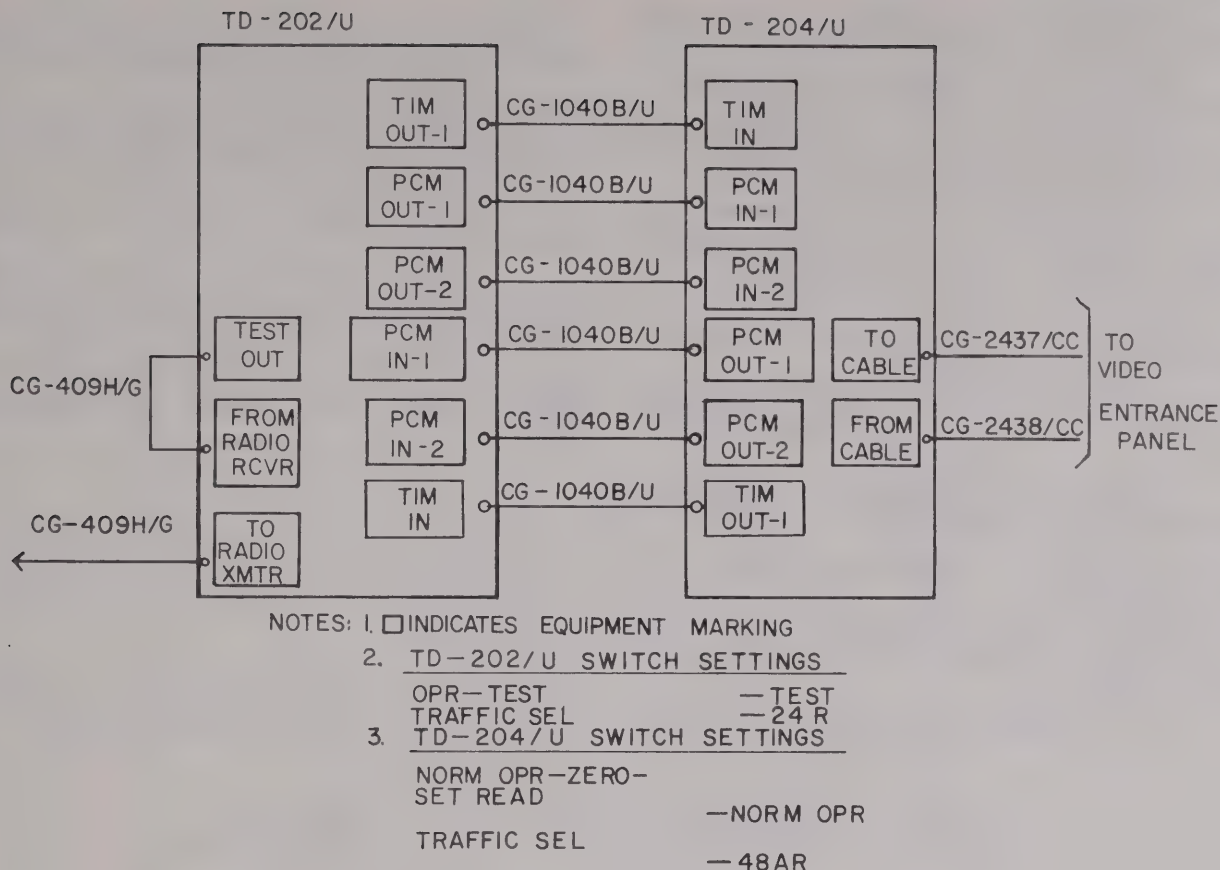 TD - 202/U
TD - 204/U
TIM
OUT-1
CG-1040B/U
TIM
IN
PCM
OUT-1
CG-1040B/U
PCM
IN-1
PCM
OUT-2
CG-1040B/U
PCM
IN-2
TEST
OUT
PCM
IN-1
CG-1040B/U
PCM
OUT-1
TO
CABLE
CG-2437/CC
TO
VIDEO
ENTRANCE
PANEL
CG-409H/G
FROM
RADIO
RCVR
PCM
IN-2
CG-1040B/U
PCM
OUT-2
FROM
CABLE
CG-2438/CC
TIM
IN
CG-1040B/U
TIM
OUT-1
CG-409H/G
TO
RADIO
XMTR
NOTES: 1. □ INDICATES EQUIPMENT MARKING
2. TD-202/U SWITCH SETTINGS
OPR-TEST —TEST
TRAFFIC SEL —24 R
3. TD-204/U SWITCH SETTINGS
NORM OPR-ZERO-
SET READ
—NORM OPR
TRAFFIC SEL
—48AR